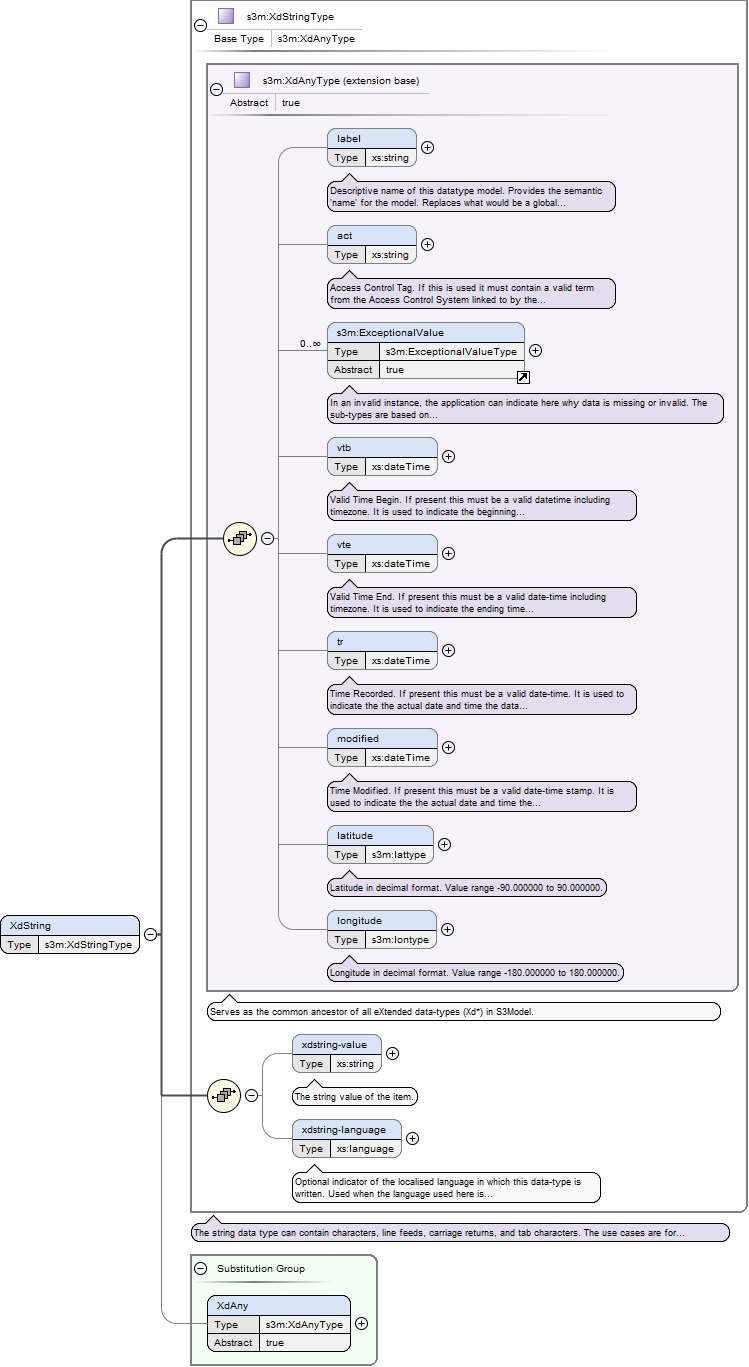 s3m:XdStringType
Base Type s3m:XdAnyType
s3m:XdAnyType (extension base)
Abstract true
label
Type xs:string
Descriptive name of this datatype model. Provides the semantic
'name' for the model. Replaces what would be a global...
act
Type xs:string
Access Control Tag. If this is used it must contain a valid term
from the Access Control System linked to by the...
0..∞
s3m:ExceptionalValue
Type s3m:ExceptionalValueType
Abstract true
In an invalid instance, the application can indicate here why data is missing or invalid. The
sub-types are based on...
vtb
Type xs:dateTime
Valid Time Begin. If present this must be a valid datetime including
timezone. It is used to indicate the beginning...
vte
Type xs:dateTime
Valid Time End. If present this must be a valid date-time including
timezone. It is used to indicate the ending time...
tr
Type xs:dateTime
Time Recorded. If present this must be a valid date-time. It is used to
indicate the the actual date and time the data...
modified
Type xs:dateTime
Time Modified. If present this must be a valid date-time stamp. It is
used to indicate the the actual date and time the...
latitude
Type s3m:lattype
Latitude in decimal format. Value range -90.000000 to 90.000000.
longitude
Type s3m:lontype
Longitude in decimal format. Value range -180.000000 to 180.000000.
XdString
Type s3m:XdStringType
Serves as the common ancestor of all eXtended data-types (Xd*) in S3Model.
xdstring-value
Type xs:string
The string value of the item.
xdstring-language
Type xs:language
Optional indicator of the localised language in which this data-type is
written. Used when the language used here is...
The string data type can contain characters, line feeds, carriage returns, and tab characters. The use cases are for...
Substitution Group
XdAny
Type s3m:XdAnyType
Abstract true